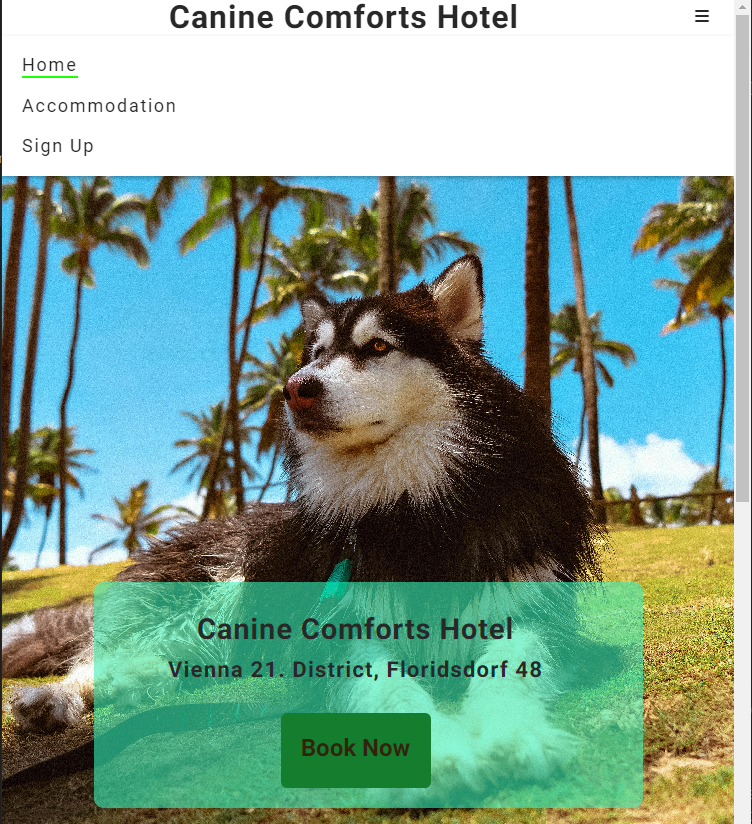 Canine Comforts Hotel
Home
Accommodation
Sign Up
Canine Comforts Hotel
Vienna 21. District, Floridsdorf 48
Book Now